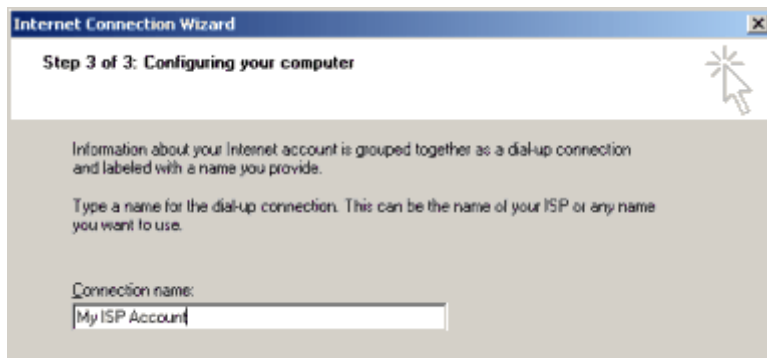 Internet Connection Wizard
Step 3 of 3: Configuring your computer
Information about your Internet account is grouped together as a dial-up connection
and labeled with a name you provide.
Type a name for the dial-up connection. This can be the name of your ISP or any name
you want to use.
Connection name:
My ISP Account